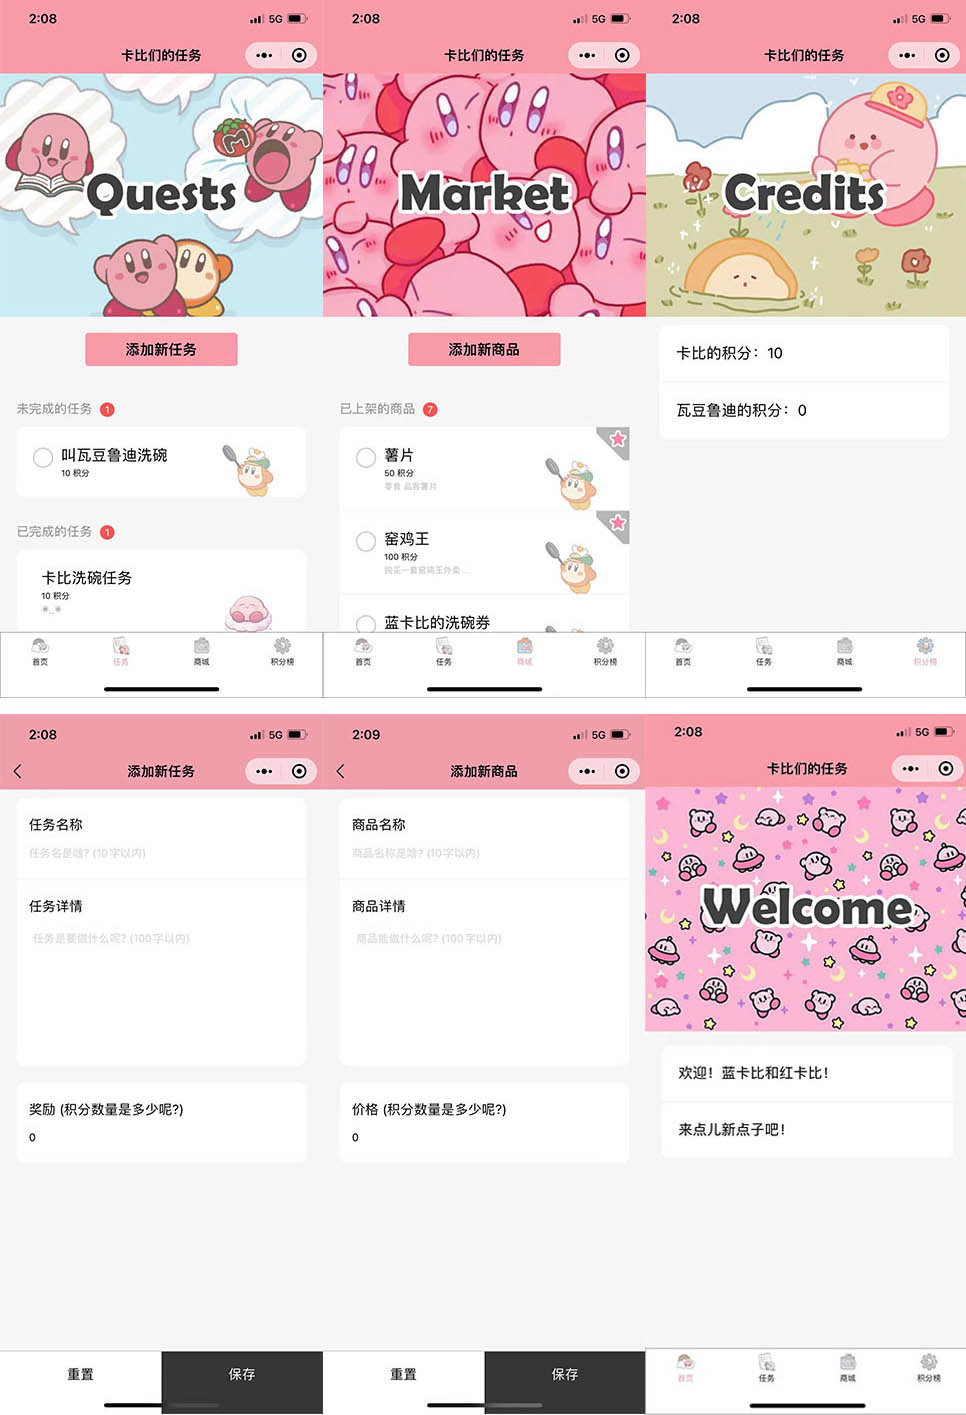 2:08
5G
卡比们的任务
Quests
添加新任务
未完成的任务 1
叫瓦豆鲁迪洗碗
10 积分
已完成的任务 1
卡比洗碗任务
10 积分
首页 任务 商城 积分榜
2:08
5G
卡比们的任务
Market
添加新商品
已上架的商品 7
薯片
50 积分
零食 品客薯片
窑鸡王
100 积分
购买一套窑鸡王外卖 ...
蓝卡比的洗碗券
首页 任务 商城 积分榜
2:08
5G
卡比们的任务
Credits
卡比的积分：10
瓦豆鲁迪的积分：0
首页 任务 商城 积分榜
2:08
5G
添加新任务
任务名称
任务名是啥? (10字以内)
任务详情
任务是要做什么呢? (100字以内)
奖励 (积分数量是多少呢?)
0
重置 保存
2:09
5G
添加新商品
商品名称
商品名称是啥? (10字以内)
商品详情
商品能做什么呢? (100字以内)
价格 (积分数量是多少呢?)
0
重置 保存
2:08
5G
卡比们的任务
Welcome
欢迎！蓝卡比和红卡比！
来点儿新点子吧！
首页 任务 商城 积分榜